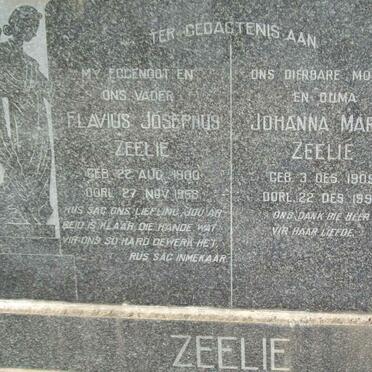 TER GEDAGTENIS AAN
MY EGGENOOT EN
ONS VADER
FLAVIUS JOSEPHUS
ZEELIE
GEB. 22 AUG. 1900
OORL. 27 NOV. 1958
RUS SAG ONS LIEFLING, JOU AR
BEID IS KLAAR, DIE HANDE WAT
VIR ONS SO HARD GEWERK HET,
RUS SAG INMEKAAR.
ONS DIERBARE
EN OUMA
JOHANNA
ZEELIE
GEB. 3 DES.
OORL. 22 DES.
ONS DANK DIE HEER
VIR HAAR LIEFDE.
ZEELIE